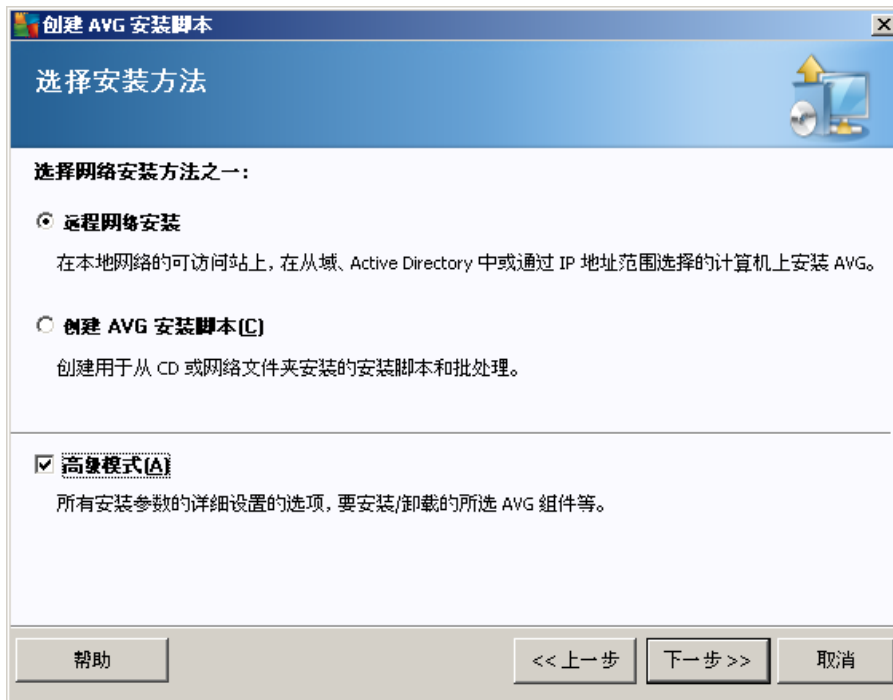 创建 AVG 安装脚本
选择安装方法
选择网络安装方法之一:
远程网络安装
在本地网络的可访问站上, 在从域、Active Directory 中或通过 IP 地址范围选择的计算机上安装 AVG。
创建 AVG 安装脚本(C)
创建用于从 CD 或网络文件夹安装的安装脚本和批处理。
高级模式(A)
所有安装参数的详细设置的选项, 要安装/卸载的所选 AVG 组件等。
帮助 <<上一步 下一步>> 取消